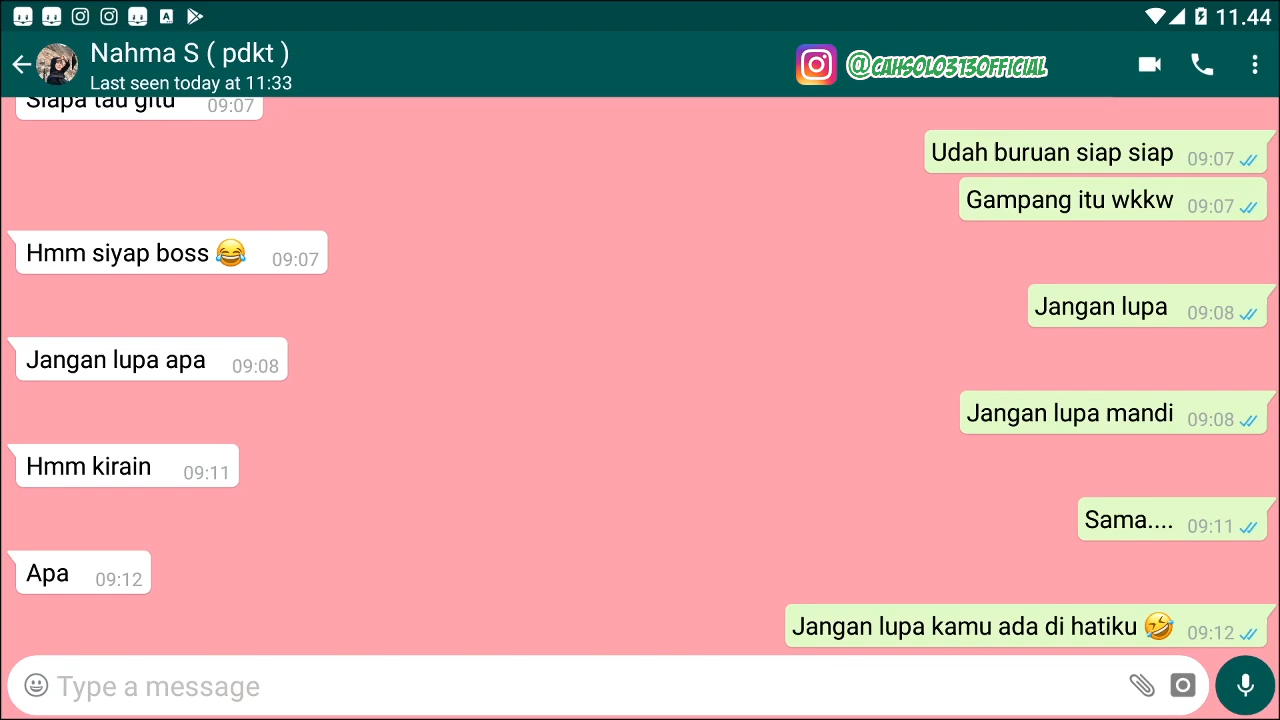 11.44
Nahma S ( pdkt )
@CAHSOLO313OFFICIAL
Last seen today at 11:33
Siapa tau gitu 09:07
Udah buruan siap siap 09:07
Gampang itu wkkw 09:07
Hmm siyap boss 😂 09:07
Jangan lupa 09:08
Jangan lupa apa 09:08
Jangan lupa mandi 09:08
Hmm kirain 09:11
Sama.... 09:11
Apa 09:12
Jangan lupa kamu ada di hatiku 🤣 09:12
Type a message